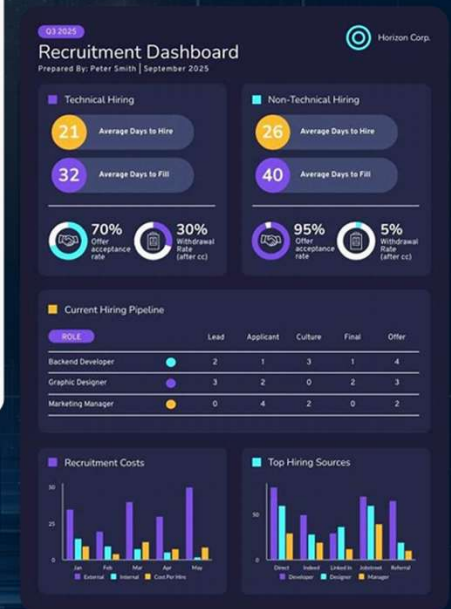 Q3 2025
Horizon Corp.
Recruitment Dashboard
Prepared By: Peter Smith | September 2025
Technical Hiring
21 Average Days to Hire
32 Average Days to Fill
70%
Offer
acceptance
rate
30%
Withdrawal
Rate
(after cc)
Non-Technical Hiring
26 Average Days to Hire
40 Average Days to Fill
95%
Offer
acceptance
rate
5%
Withdrawal
Rate
(after cc)
Current Hiring Pipeline
ROLE Lead Applicant Culture Final Offer
Backend Developer 2 1 3 1 4
Graphic Designer 3 2 0 2 3
Marketing Manager 0 4 2 0 2
Recruitment Costs
50
25
0
Jan Feb Mar Apr May
External Internal Cost Per Hire
Top Hiring Sources
50
0
Direct Indeed Linked In Jobstreet Referral
Developer Designer Manager